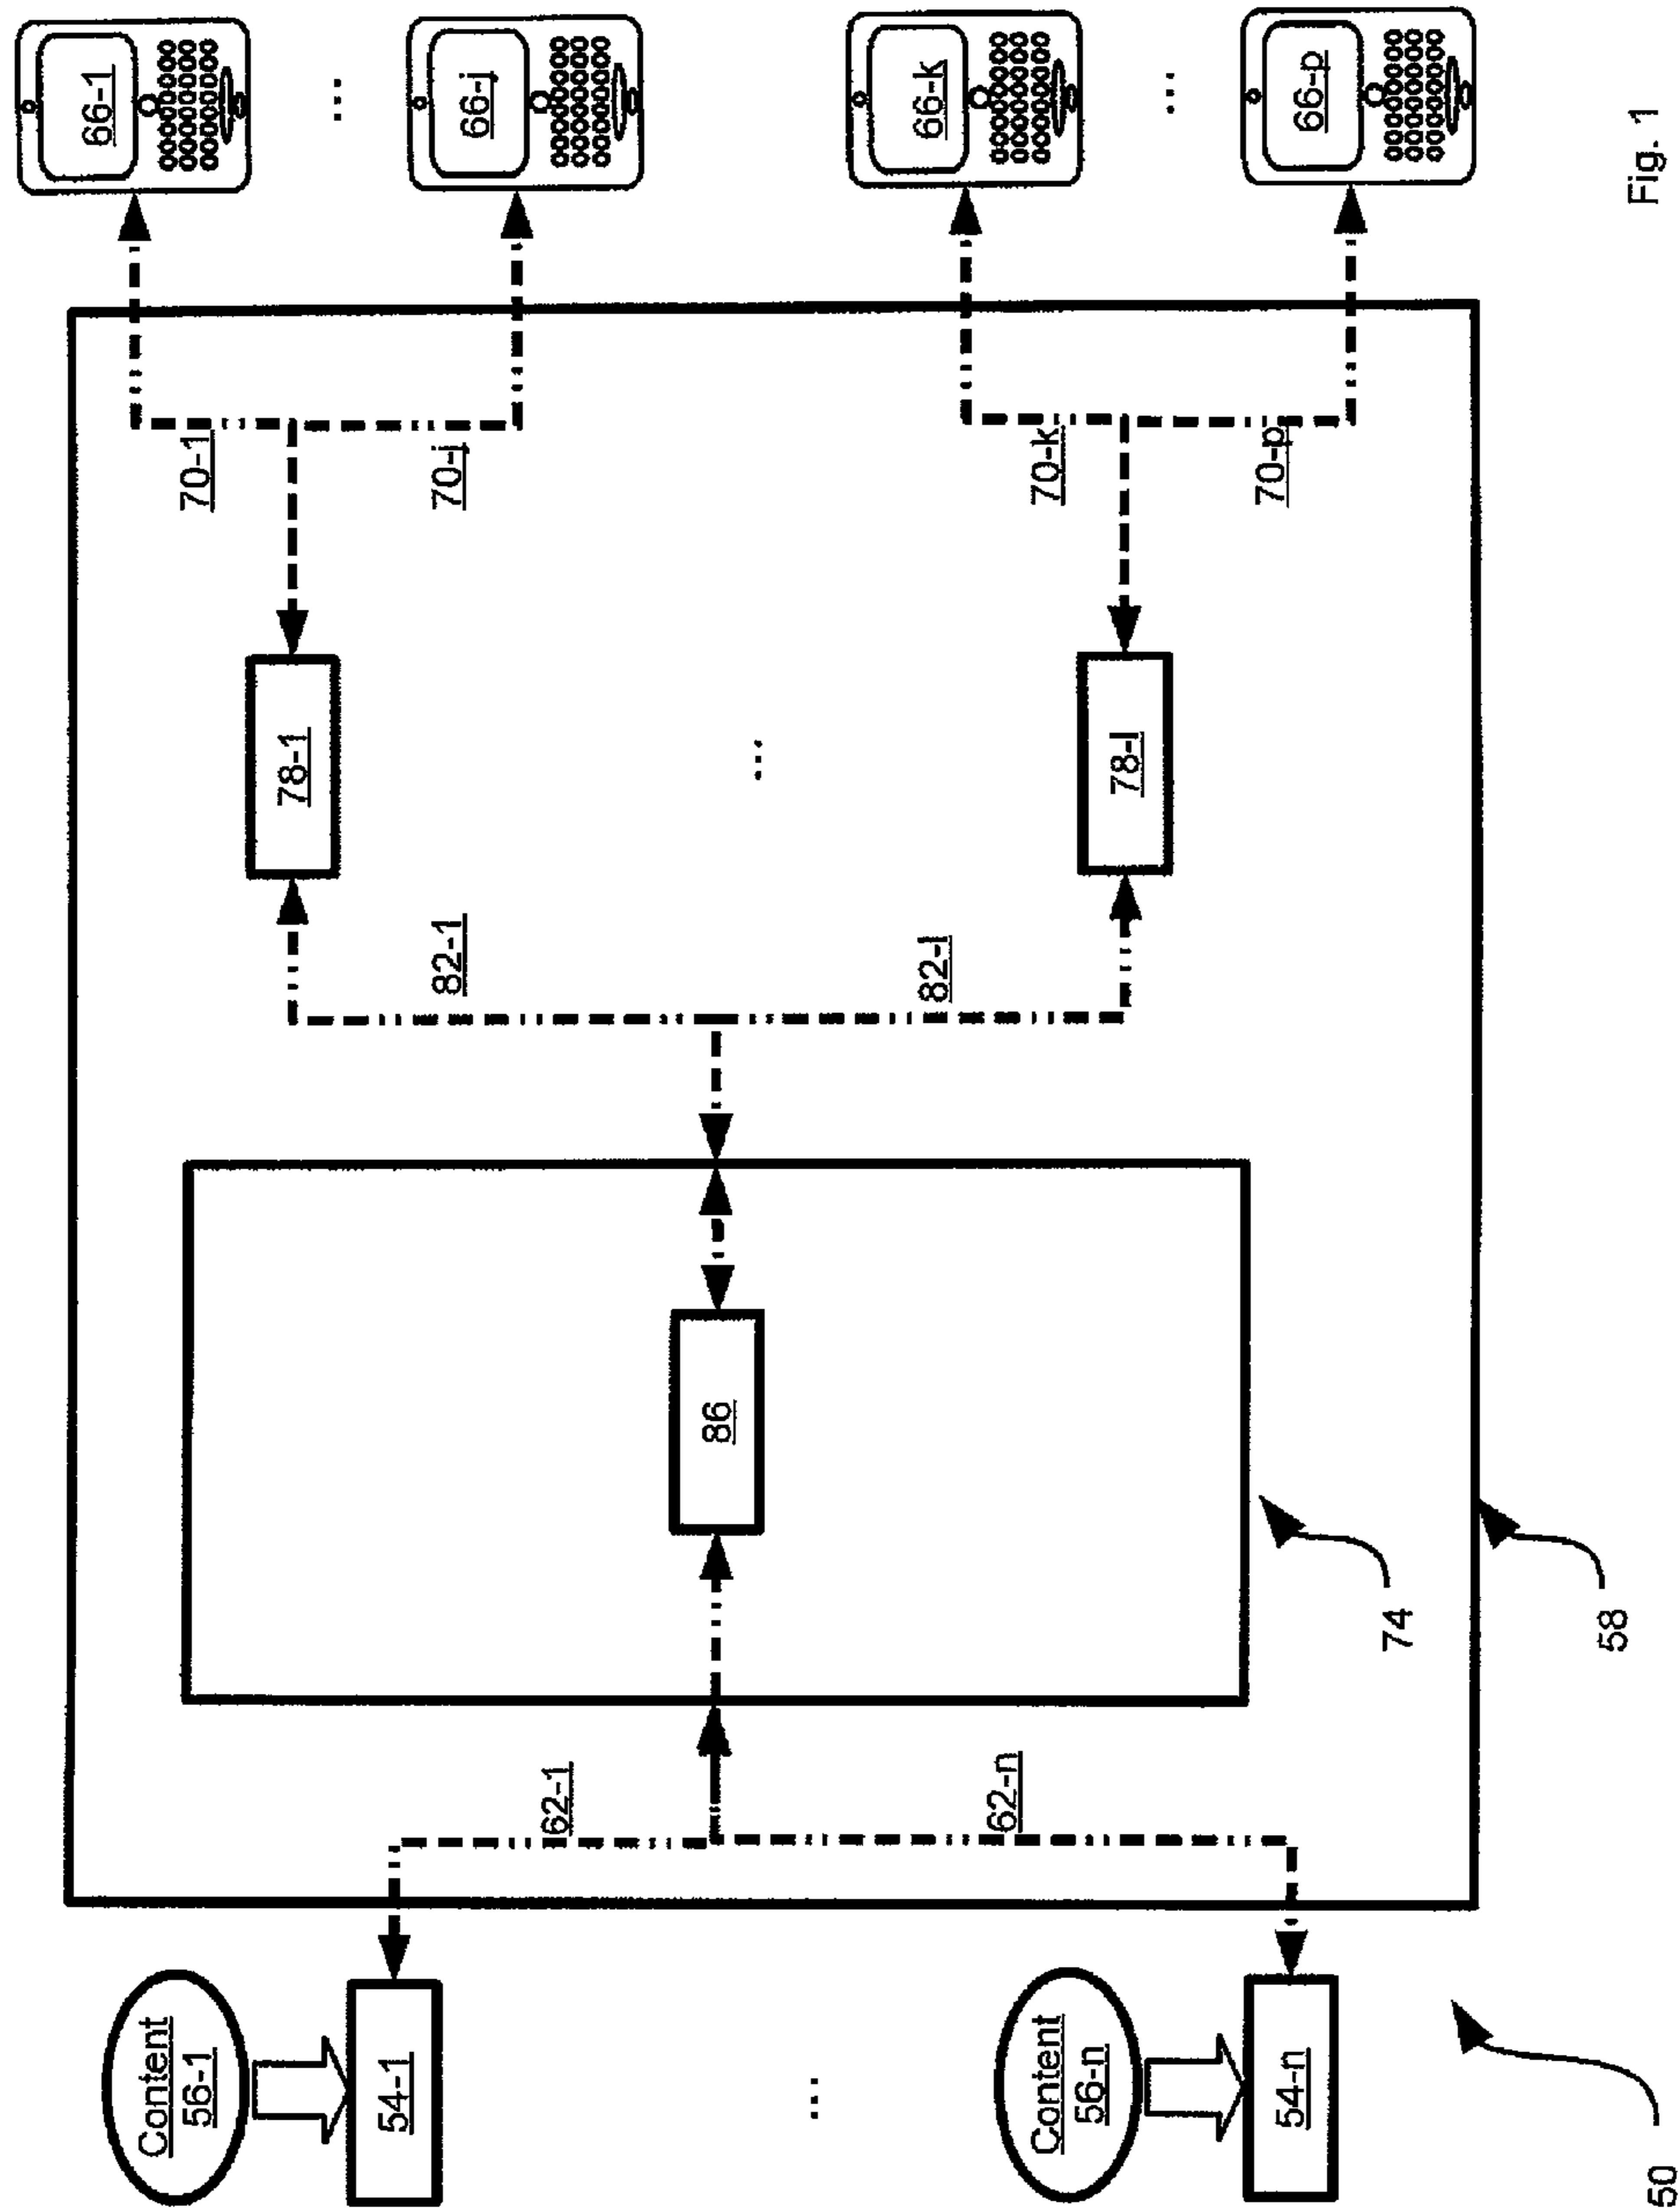 Content
56-1
54-1
...
Content
56-n
54-n
50
62-1
62-n
86
74
58
82-1
...
82-l
78-1
78-l
70-1
70-j
70-k
70-p
66-1
...
66-j
66-k
...
66-p
Fig. 1